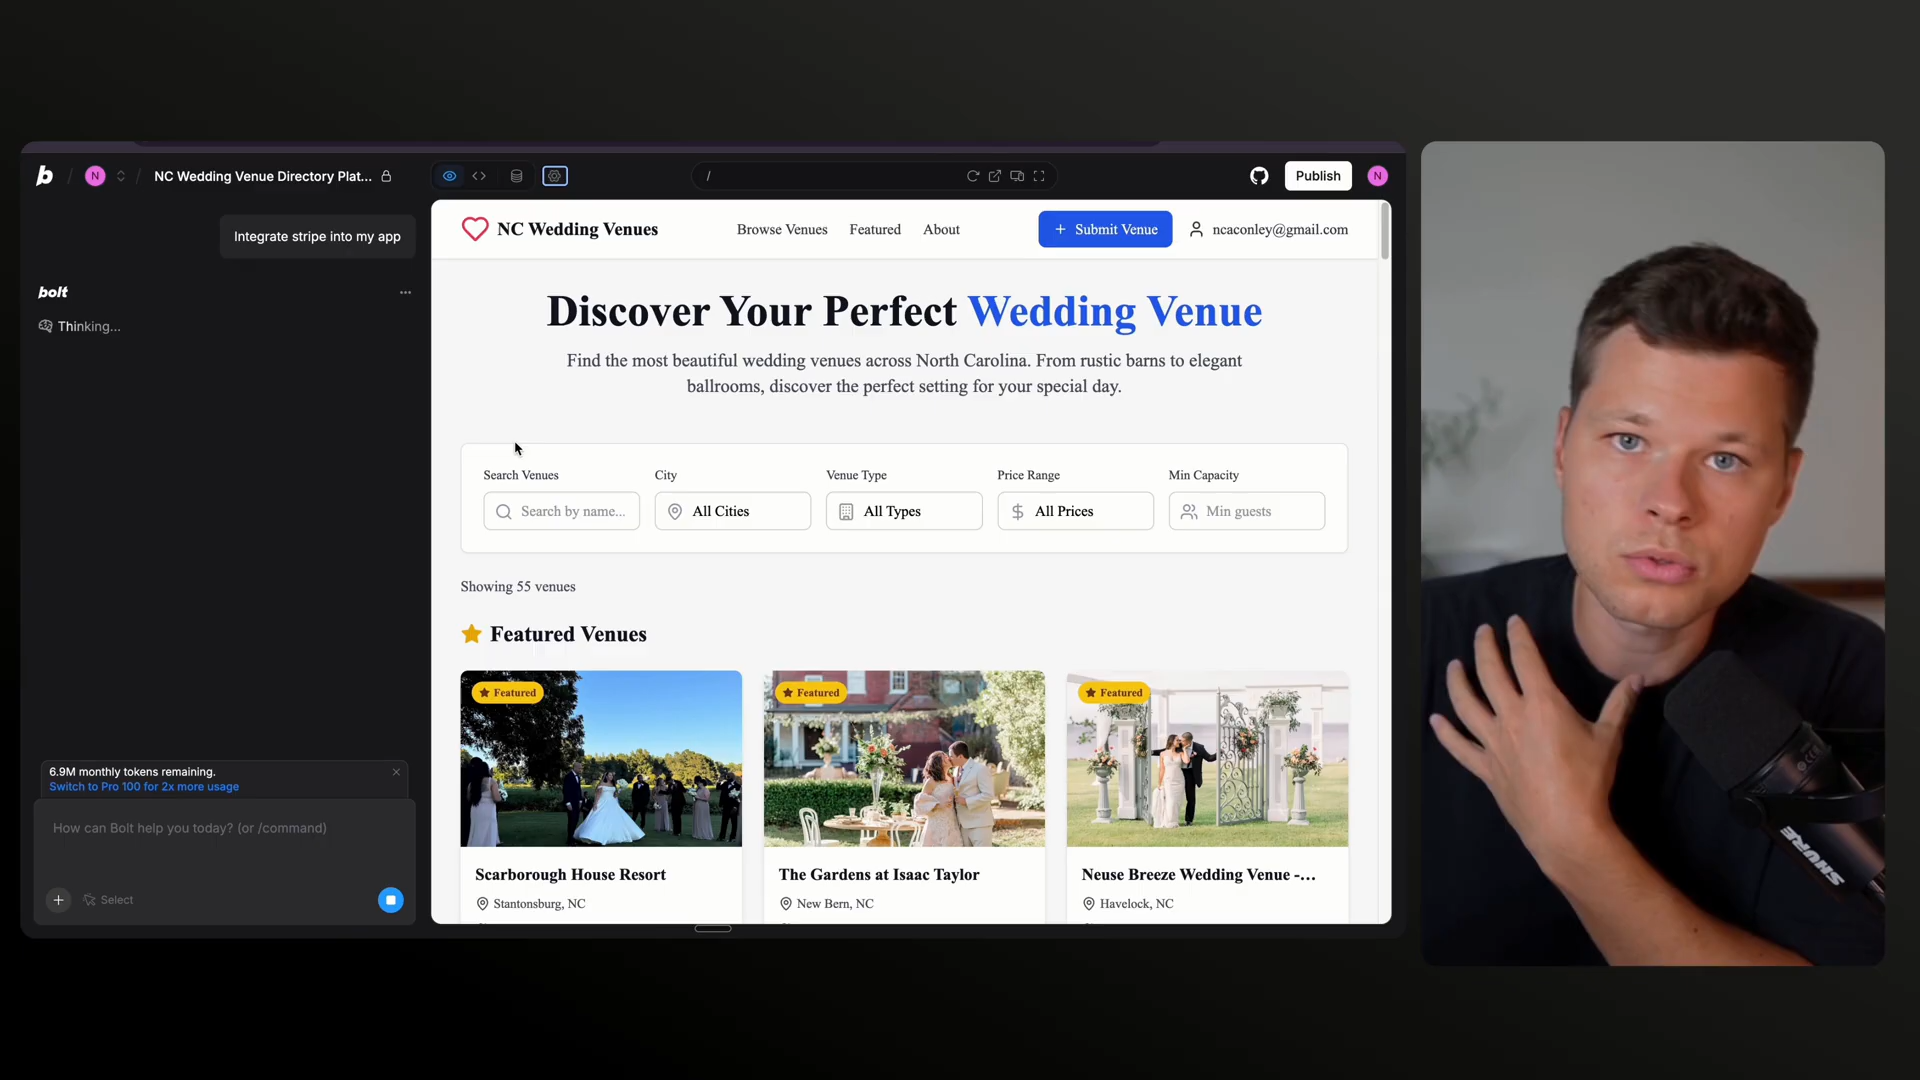 b / N / NC Wedding Venue Directory Plat...
/
Publish
N
Integrate stripe into my app
bolt
Thinking...
6.9M monthly tokens remaining.
Switch to Pro 100 for 2x more usage
How can Bolt help you today? (or /command)
Select
NC Wedding Venues
Browse Venues
Featured
About
+ Submit Venue
ncaconley@gmail.com
Discover Your Perfect Wedding Venue
Find the most beautiful wedding venues across North Carolina. From rustic barns to elegant
ballrooms, discover the perfect setting for your special day.
Search Venues
City
Venue Type
Price Range
Min Capacity
Search by name...
All Cities
All Types
$ All Prices
Min guests
Showing 55 venues
Featured Venues
Featured
Featured
Featured
Scarborough House Resort
The Gardens at Isaac Taylor
Neuse Breeze Wedding Venue -...
Stantonsburg, NC
New Bern, NC
Havelock, NC
SHURE